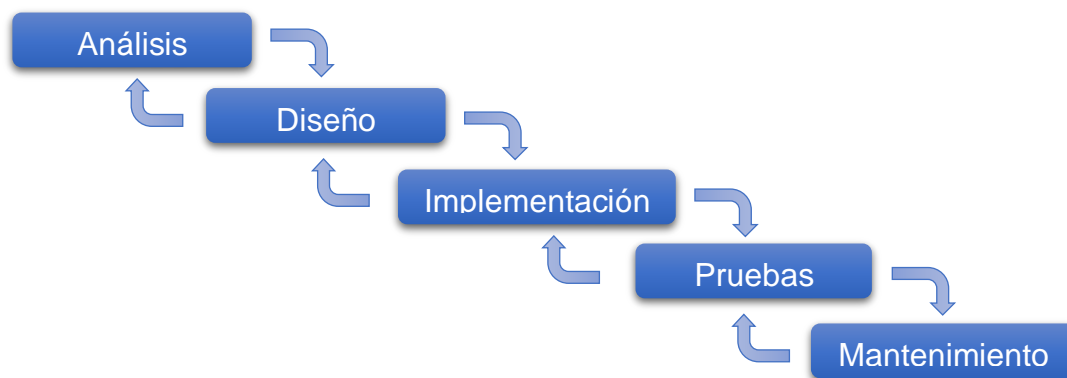 Análisis
Diseño
Implementación
Pruebas
Mantenimiento